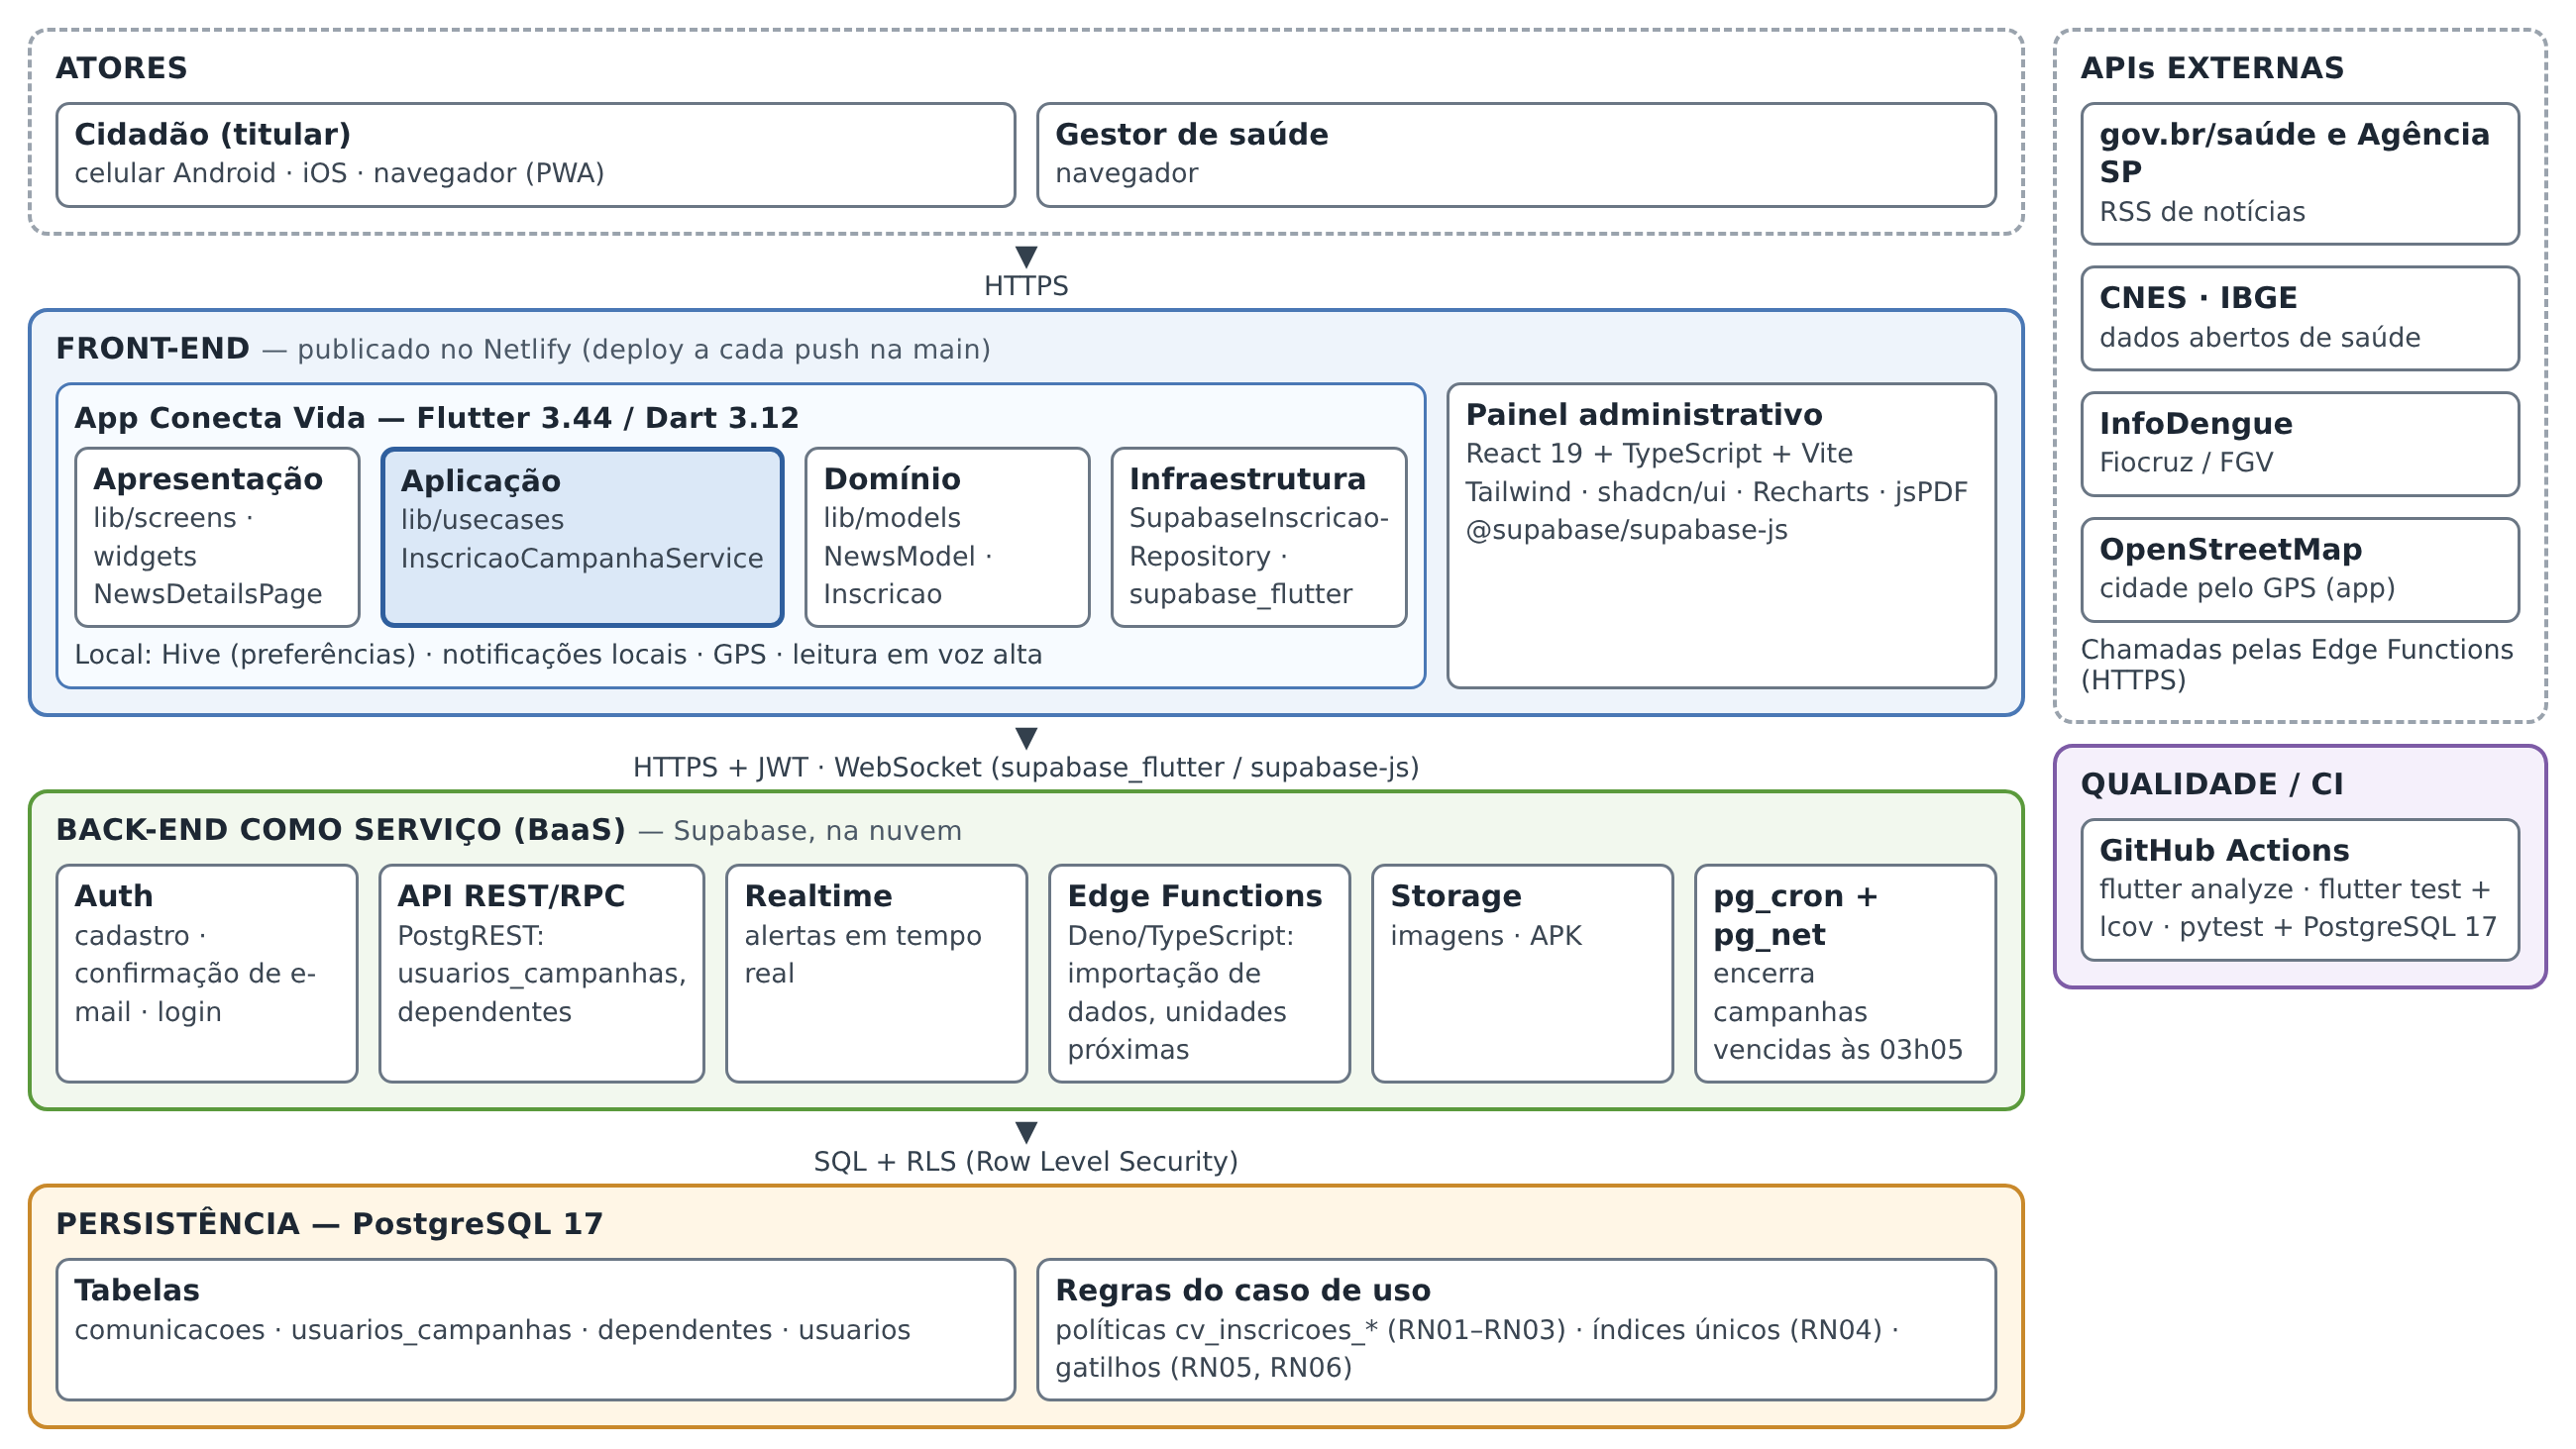 ATORES
Cidadão (titular)
celular Android · iOS · navegador (PWA)
Gestor de saúde
navegador
HTTPS
FRONT-END — publicado no Netlify (deploy a cada push na main)
App Conecta Vida — Flutter 3.44 / Dart 3.12
Apresentação
lib/screens ·
widgets
NewsDetailsPage
Aplicação
lib/usecases
InscricaoCampanhaService
Domínio
lib/models
NewsModel ·
Inscricao
Infraestrutura
SupabaseInscricao-
Repository ·
supabase_flutter
Local: Hive (preferências) · notificações locais · GPS · leitura em voz alta
Painel administrativo
React 19 + TypeScript + Vite
Tailwind · shadcn/ui · Recharts · jsPDF
@supabase/supabase-js
HTTPS + JWT · WebSocket (supabase_flutter / supabase-js)
BACK-END COMO SERVIÇO (BaaS) — Supabase, na nuvem
Auth
cadastro ·
confirmação de e-
mail · login
API REST/RPC
PostgREST:
usuarios_campanhas,
dependentes
Realtime
alertas em tempo
real
Edge Functions
Deno/TypeScript:
importação de
dados, unidades
próximas
Storage
imagens · APK
pg_cron +
pg_net
encerra
campanhas
vencidas às 03h05
SQL + RLS (Row Level Security)
PERSISTÊNCIA — PostgreSQL 17
Tabelas
comunicacoes · usuarios_campanhas · dependentes · usuarios
Regras do caso de uso
políticas cv_inscricoes_* (RN01–RN03) · índices únicos (RN04) ·
gatilhos (RN05, RN06)
APIs EXTERNAS
gov.br/saúde e Agência
SP
RSS de notícias
CNES · IBGE
dados abertos de saúde
InfoDengue
Fiocruz / FGV
OpenStreetMap
cidade pelo GPS (app)
Chamadas pelas Edge Functions
(HTTPS)
QUALIDADE / CI
GitHub Actions
flutter analyze · flutter test +
lcov · pytest + PostgreSQL 17